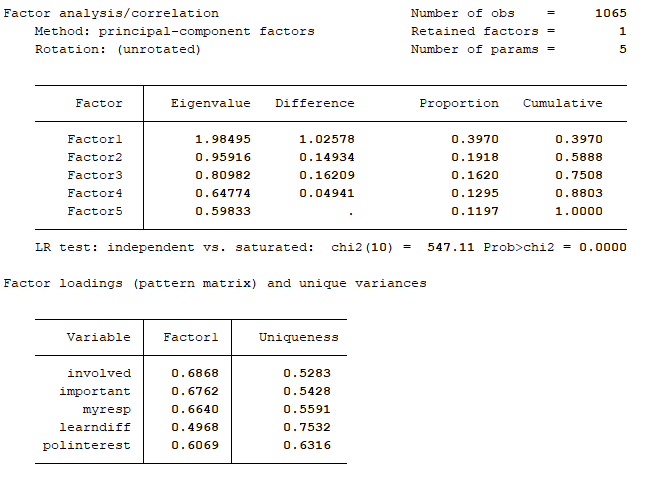 Factor analysis/correlation Number of obs = 1065
Method: principal-component factors Retained factors = 1
Rotation: (unrotated) Number of params = 5
Factor Eigenvalue Difference Proportion Cumulative
Factor1 1.98495 1.02578 0.3970 0.3970
Factor2 0.95916 0.14934 0.1918 0.5888
Factor3 0.80982 0.16209 0.1620 0.7508
Factor4 0.64774 0.04941 0.1295 0.8803
Factor5 0.59833 . 0.1197 1.0000
LR test: independent vs. saturated: chi2(10) = 547.11 Prob>chi2 = 0.0000
Factor loadings (pattern matrix) and unique variances
Variable Factor1 Uniqueness
involved 0.6868 0.5283
important 0.6762 0.5428
myresp 0.6640 0.5591
learndiff 0.4968 0.7532
polinterest 0.6069 0.6316